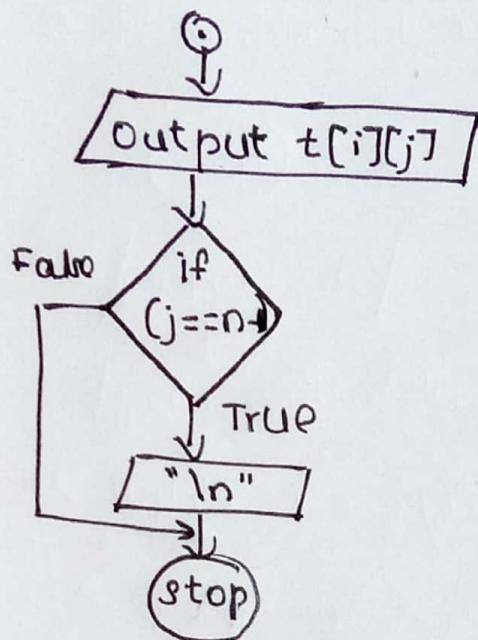 output t[i][j]
False
if
(j==n-1)
True
"\n"
stop